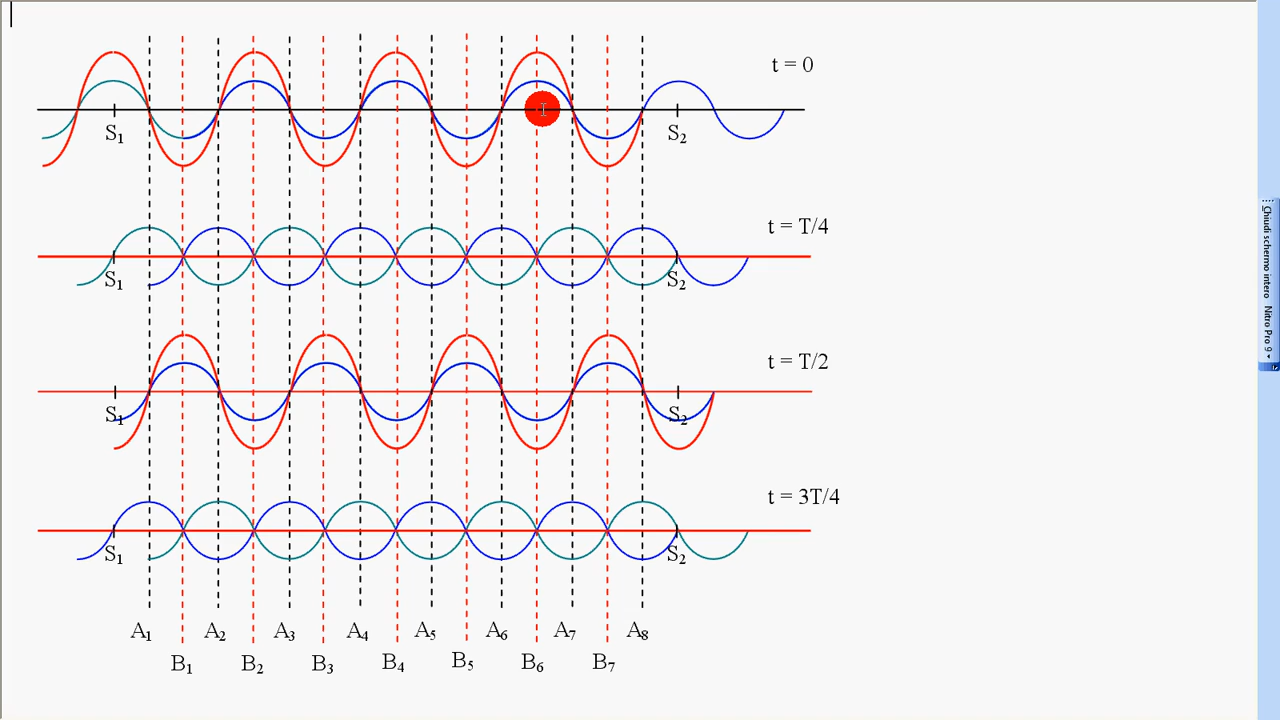 t = 0
S₁ S₂
t = T/4
S₁ S₂
t = T/2
S₁ S₂
t = 3T/4
S₁ S₂
A₁ A₂ A₃ A₄ A₅ A₆ A₇ A₈
B₁ B₂ B₃ B₄ B₅ B₆ B₇
Chiudi schermo intero Nitro Pro 9